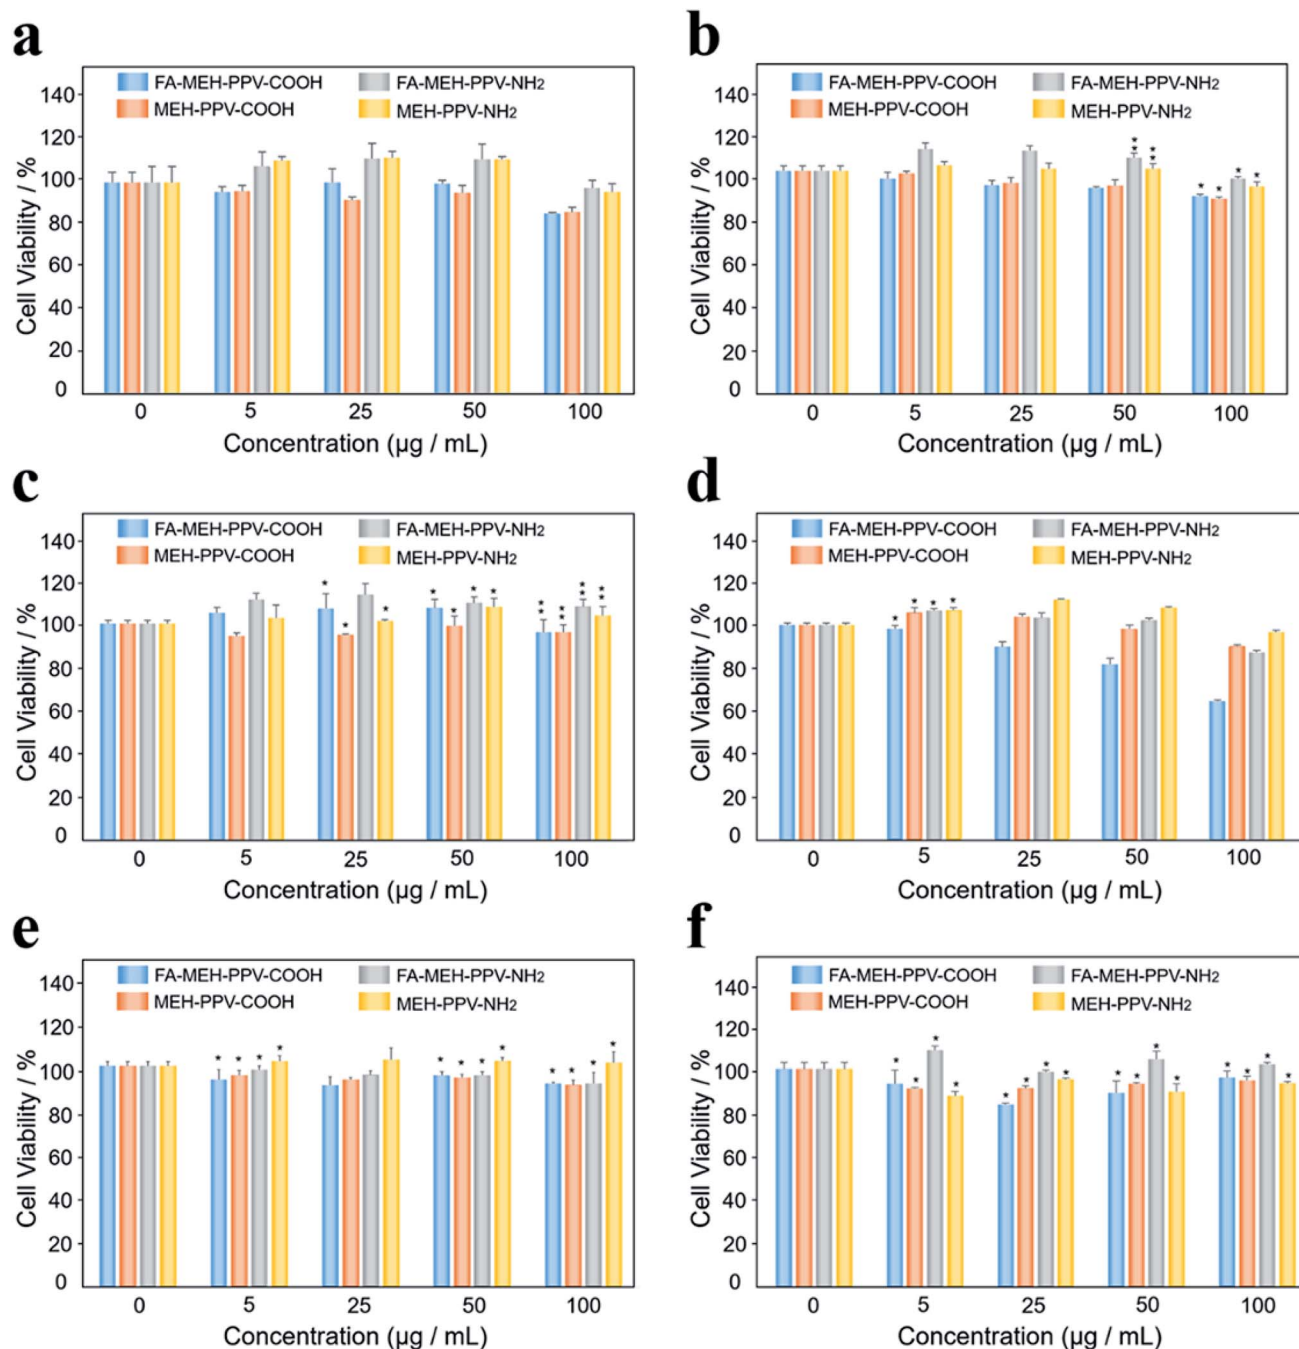 a
FA-MEH-PPV-COOH
FA-MEH-PPV-NH2
MEH-PPV-COOH
MEH-PPV-NH2
Cell Viability / %
140
120
100
80
60
40
20
0
** **
0 5 25 50 100
Concentration (µg / mL)
b
FA-MEH-PPV-COOH
FA-MEH-PPV-NH2
MEH-PPV-COOH
MEH-PPV-NH2
Cell Viability / %
140
120
100
80
60
40
20
0
* * * *
0 5 25 50 100
Concentration (µg / mL)
c
FA-MEH-PPV-COOH
FA-MEH-PPV-NH2
MEH-PPV-COOH
MEH-PPV-NH2
Cell Viability / %
140
120
100
80
60
40
20
0
* * *
* * * *
** ** ** **
0 5 25 50 100
Concentration (µg / mL)
d
FA-MEH-PPV-COOH
FA-MEH-PPV-NH2
MEH-PPV-COOH
MEH-PPV-NH2
Cell Viability / %
140
120
100
80
60
40
20
0
* * * *
0 5 25 50 100
Concentration (µg / mL)
e
FA-MEH-PPV-COOH
FA-MEH-PPV-NH2
MEH-PPV-COOH
MEH-PPV-NH2
Cell Viability / %
140
120
100
80
60
40
20
0
* * * *
* * * *
* * * *
0 5 25 50 100
Concentration (µg / mL)
f
FA-MEH-PPV-COOH
FA-MEH-PPV-NH2
MEH-PPV-COOH
MEH-PPV-NH2
Cell Viability / %
140
120
100
80
60
40
20
0
* * * *
* * * *
* * * *
* * * *
0 5 25 50 100
Concentration (µg / mL)